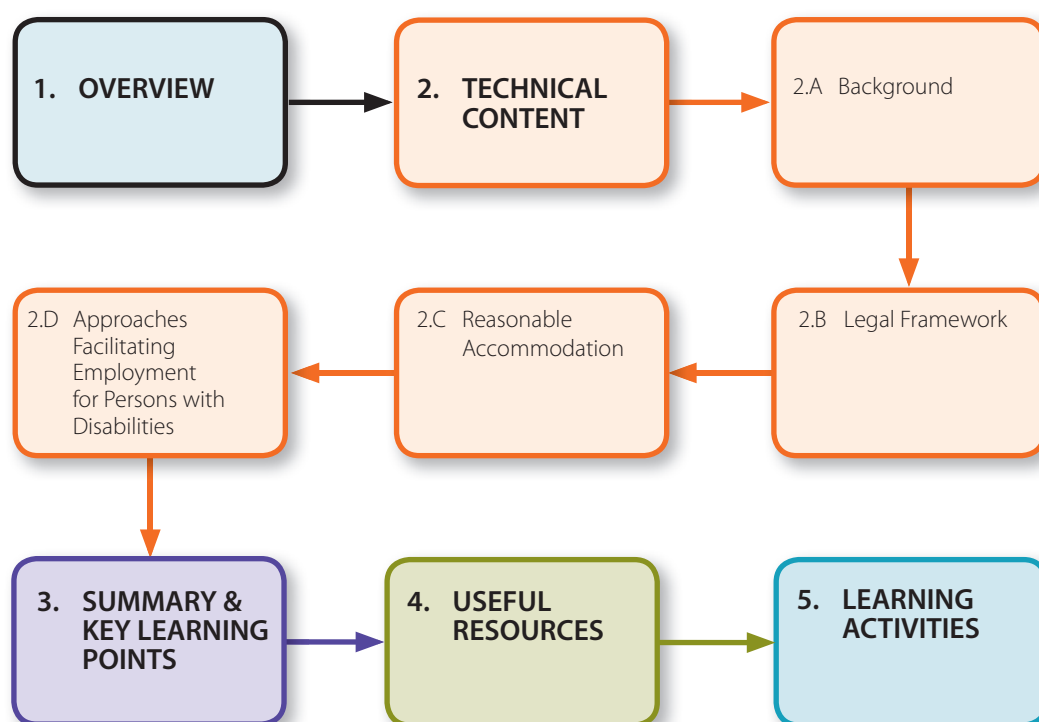 1. OVERVIEW
2. TECHNICAL
CONTENT
2.A Background
2.B Legal Framework
2.C Reasonable
Accommodation
2.D Approaches
Facilitating
Employment
for Persons with
Disabilities
3. SUMMARY &
KEY LEARNING
POINTS
4. USEFUL
RESOURCES
5. LEARNING
ACTIVITIES